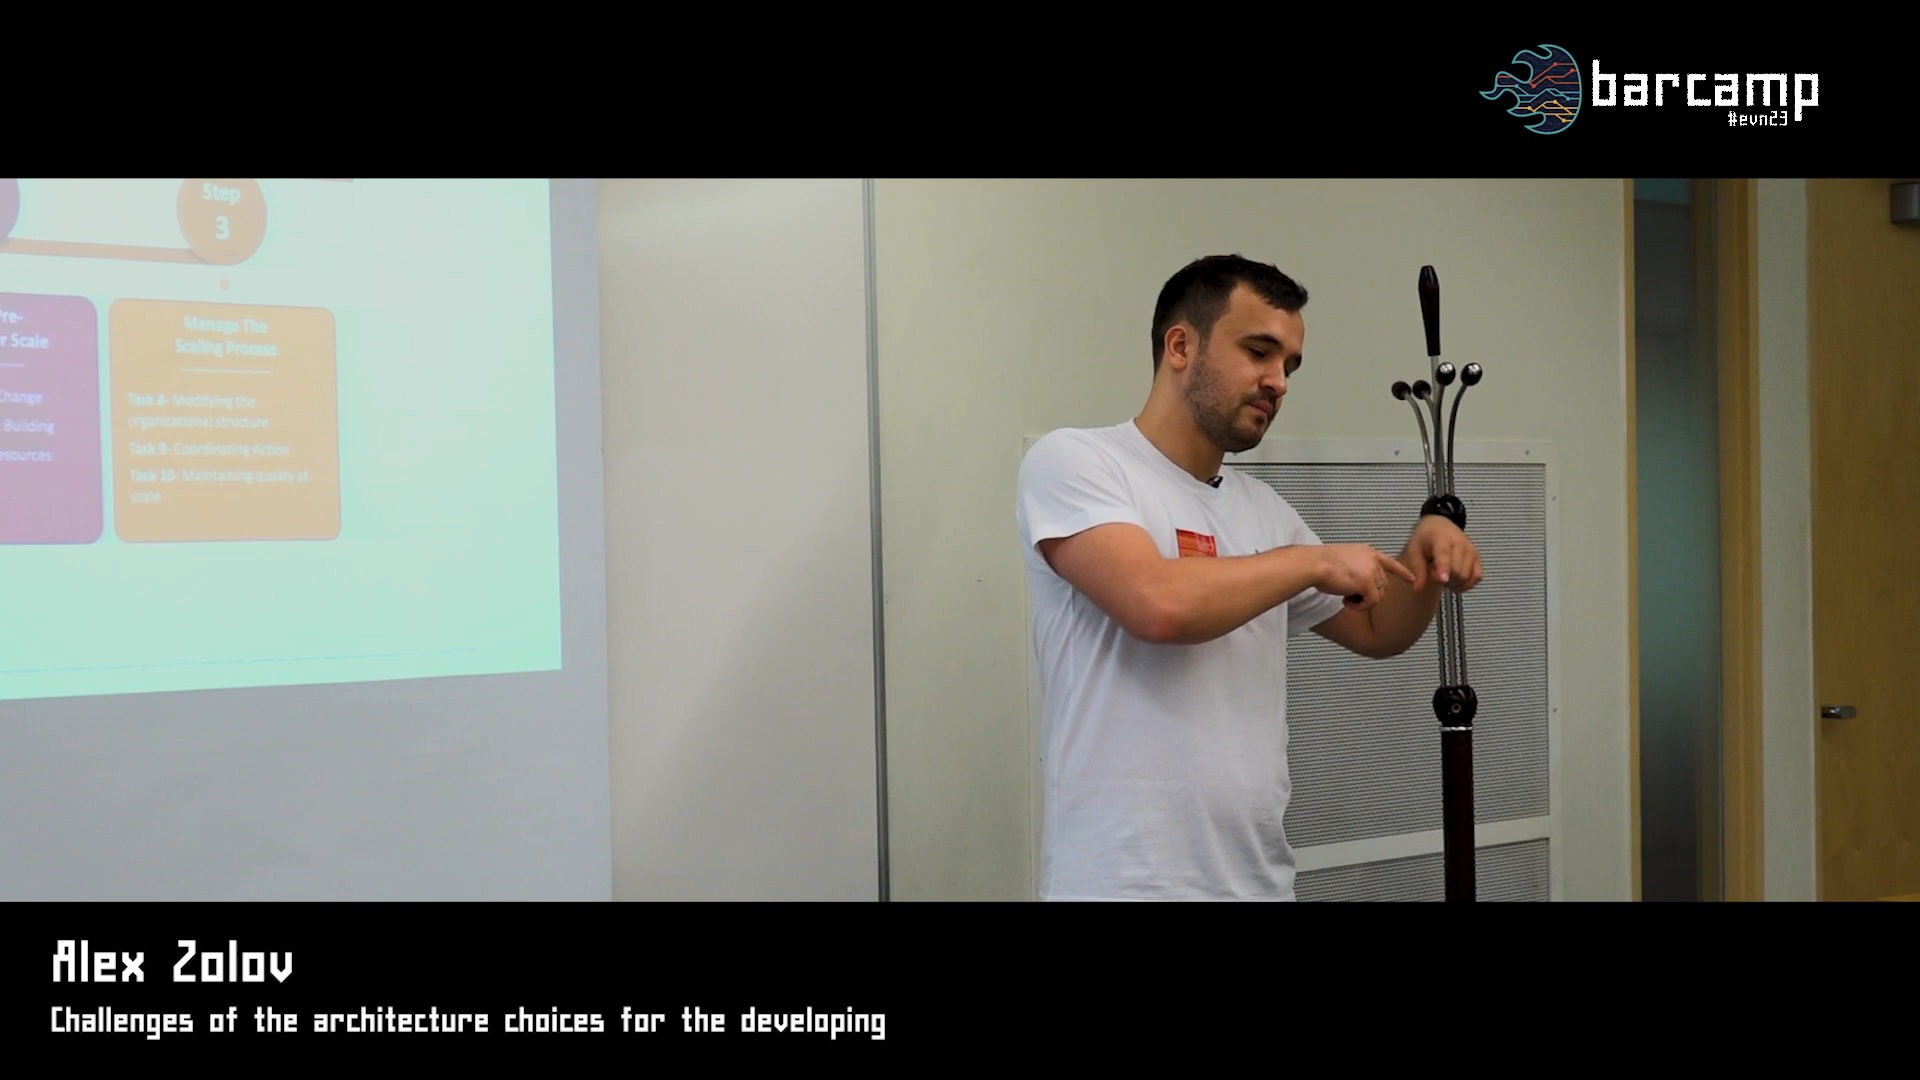 barcamp
#evn23
Step
3
Pre-
r Scale
Change
Building
esources
Manage The
Scaling Process
Task 8- Modifying the
organizational structure
Task 9- Coordinating Action
Task 10- Maintaining quality at
scale
Alex Zolov
Challenges of the architecture choices for the developing